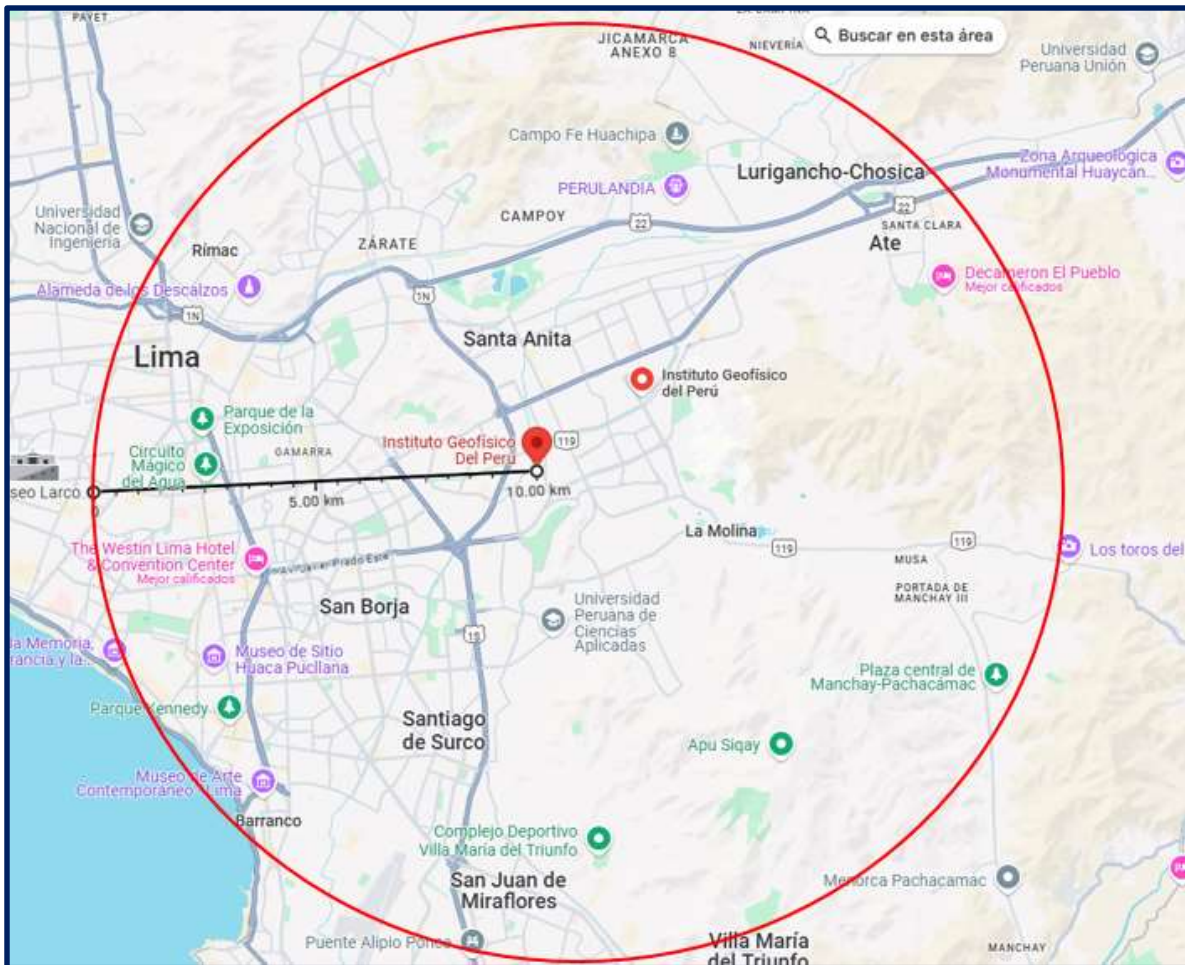 PAYET
JICAMARCA
ANEXO 8
NIEVERÍA
Buscar en esta área
Universidad
Peruana Unión
Campo Fe Huachipa
Lurigancho-Chosica
Zona Arqueológica
Monumental Huaycán...
PERULANDIA
Universidad
Nacional de
Ingeniería
CAMPOY
22
22
SANTA CLARA
Rímac
ZÁRATE
Ate
Alameda de los Descalzos
1N
1N
Decameron El Pueblo
Mejor calificados
Santa Anita
Lima
Instituto Geofísico
del Perú
Parque de la
Exposición
Instituto Geofísico
Del Perú
119
GAMARRA
Circuito
Mágico
del Agua
seo Larco
0
5.00 km
10.00 km
La Molina
119
119
MUSA
Los toros del
The Westin Lima Hotel
& Convention Center
Mejor calificados
PORTADA DE
MANCHAY III
San Borja
Universidad
Peruana de
Ciencias
Aplicadas
1S
la Memoria,
rancia y la...
Museo de Sitio
Huaca Pucllana
Plaza central de
Manchay-Pachacámac
Parque Kennedy
Santiago
de Surco
Apu Siqay
Museo de Arte
Contemporáneo - Lima
Barranco
Complejo Deportivo
Villa María del Triunfo
San Juan de
Miraflores
Menorca Pachacamac
Puente Alipio Ponce
Villa María
del Triunfo
MANCHAY